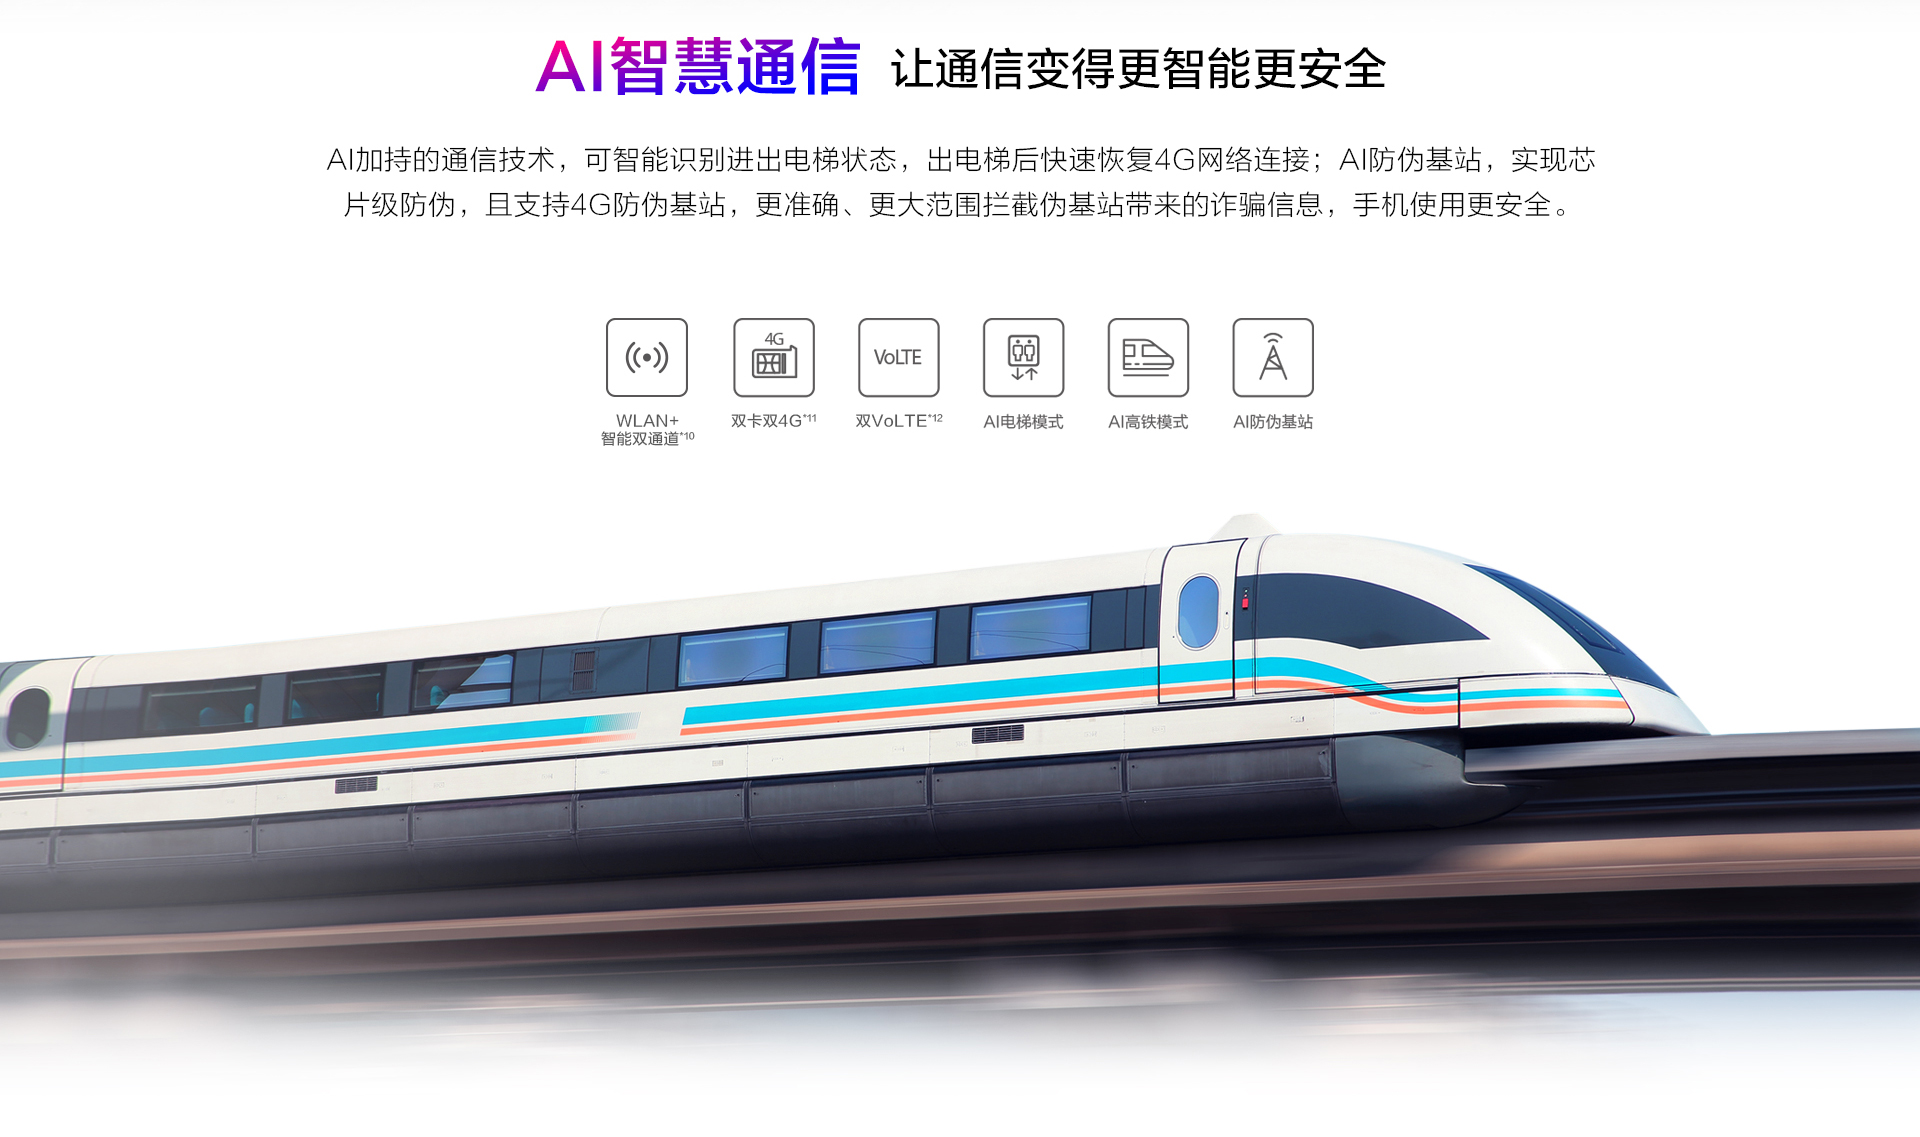 AI智慧通信 让通信变得更智能更安全
AI加持的通信技术，可智能识别进出电梯状态，出电梯后快速恢复4G网络连接；AI防伪基站，实现芯
片级防伪，且支持4G防伪基站，更准确、更大范围拦截伪基站带来的诈骗信息，手机使用更安全。
4G
VoLTE
WLAN+
智能双通道*10
双卡双4G*11
双VoLTE*12
AI电梯模式
AI高铁模式
AI防伪基站